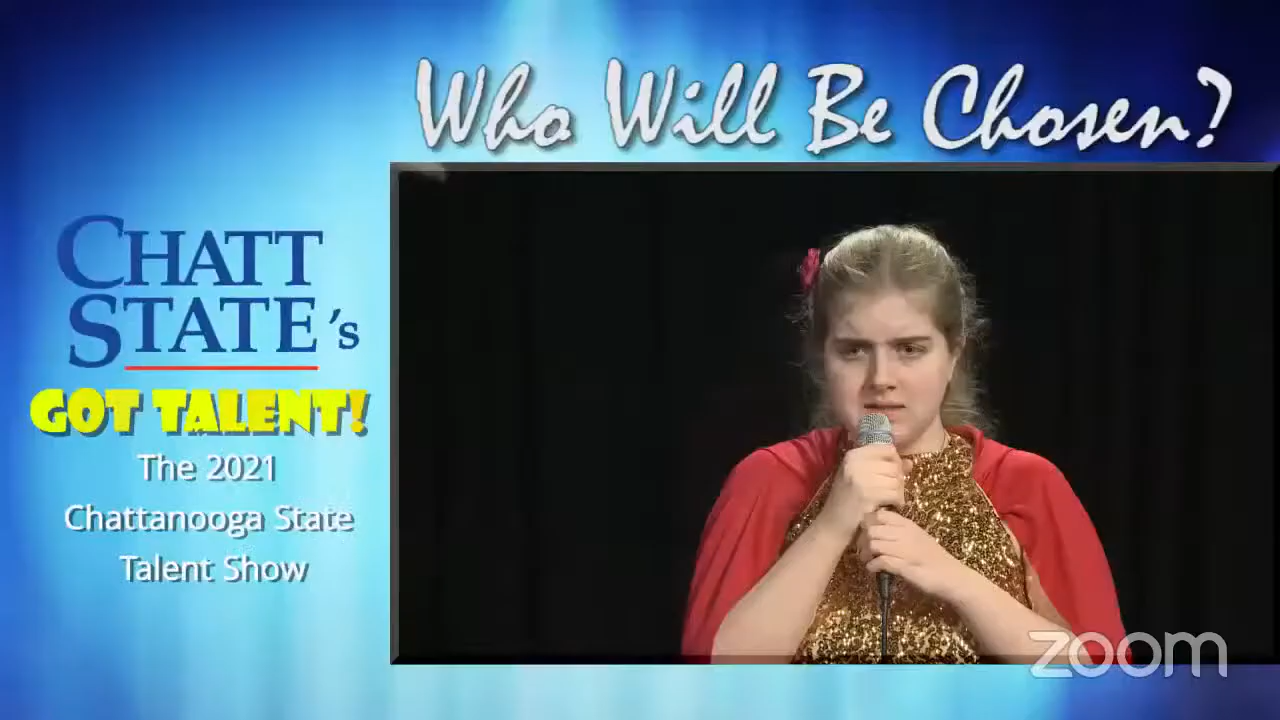 Who Will Be Chosen?
CHATT
STATE's
GOT TALENT!
The 2021
Chattanooga State
Talent Show
zoom